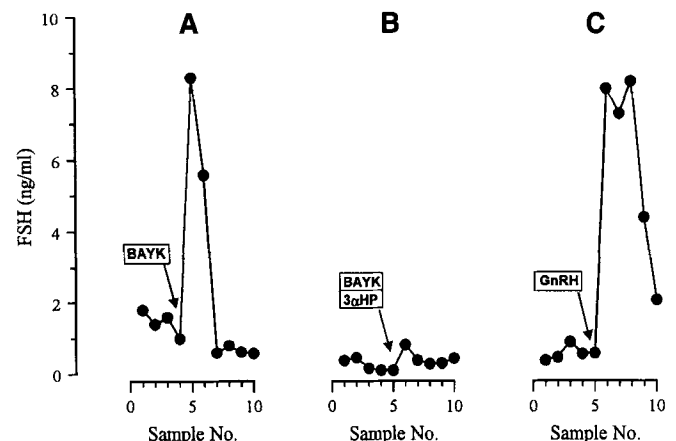 A B C
10
8
6
4
2
0
FSH (ng/ml)
BAYK
BAYK
3αHP
GnRH
0 5 10
0 5 10
0 5 10
Sample No. Sample No. Sample No.